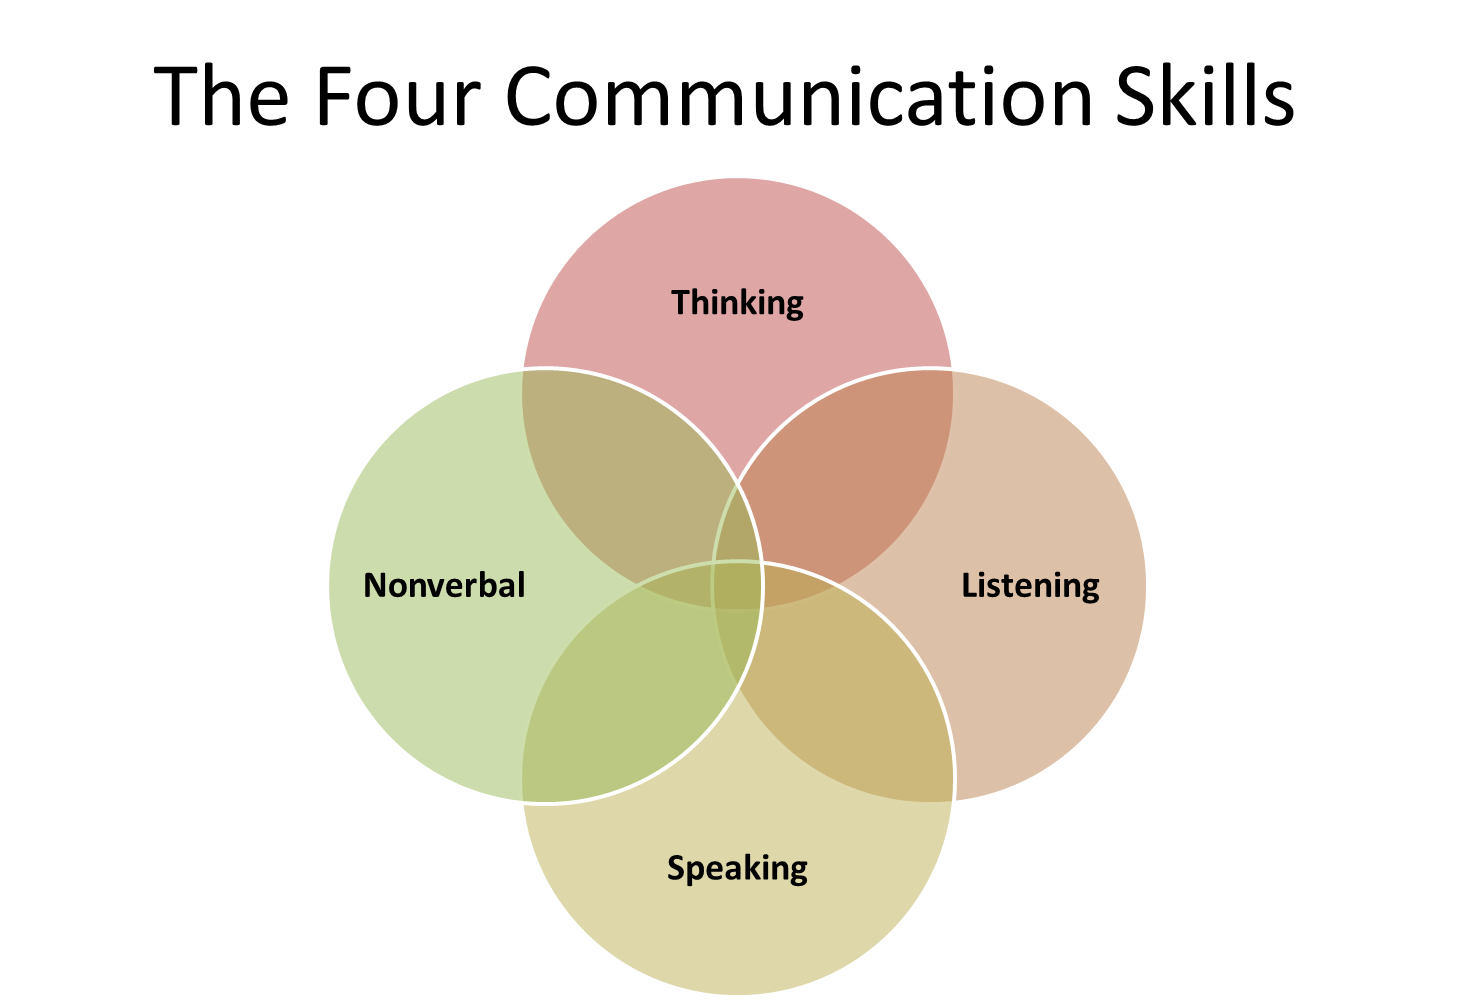 The Four Communication Skills
Thinking
Nonverbal
Listening
Speaking